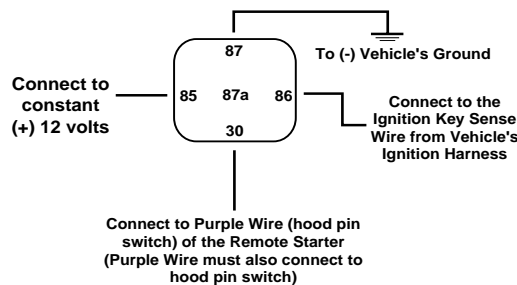 87
To (-) Vehicle's Ground
Connect to
constant
(+) 12 volts
85 87a 86
Connect to the
Ignition Key Sense
Wire from Vehicle's
Ignition Harness
30
Connect to Purple Wire (hood pin
switch) of the Remote Starter
(Purple Wire must also connect to
hood pin switch)